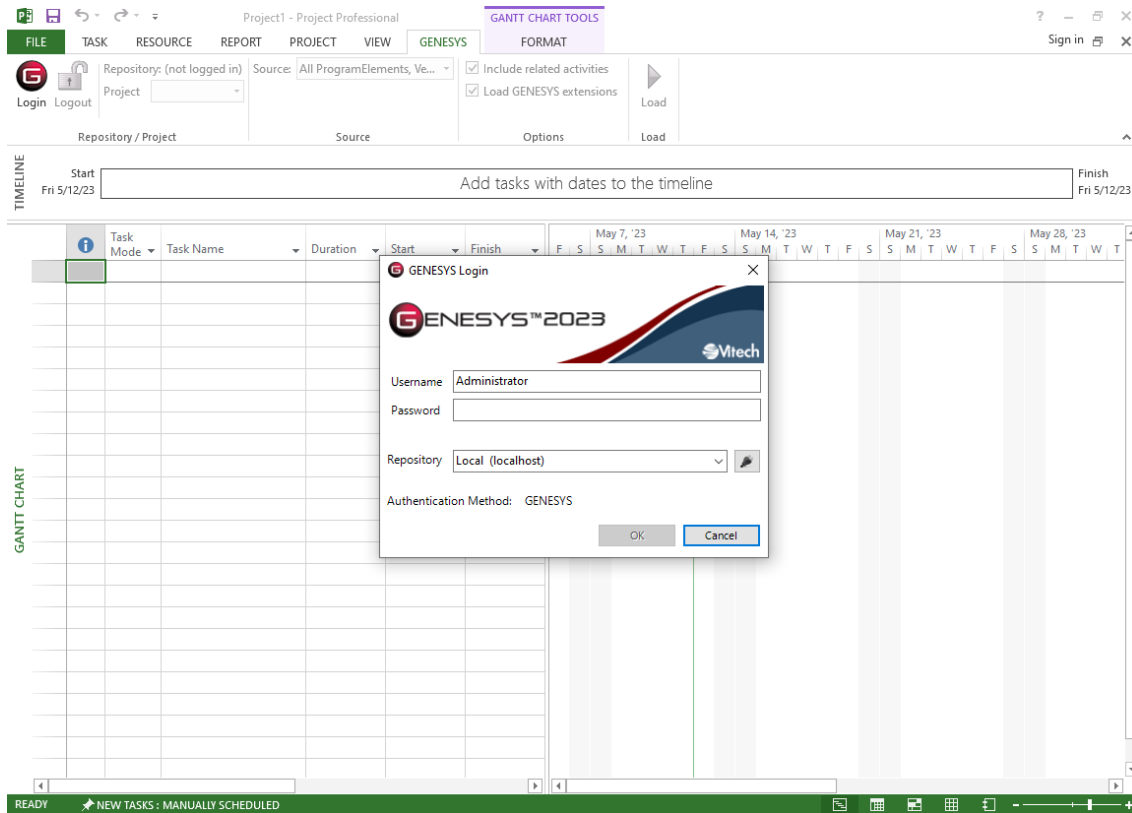 Project1 - Project Professional
GANTT CHART TOOLS
?
FILE TASK RESOURCE REPORT PROJECT VIEW GENESYS FORMAT Sign in
Login
Logout
Repository: (not logged in)
Project
Repository / Project
Source: All ProgramElements, Ve...
Source
Include related activities
Load GENESYS extensions
Options
Load
Load
TIMELINE
Start
Fri 5/12/23
Add tasks with dates to the timeline
Finish
Fri 5/12/23
Task
Mode
Task Name
Duration
Start
Finish
May 7, '23 May 14, '23 May 21, '23 May 28, '23
F S S M T W T F S S M T W T F S S M T W T F S S M T W T
GENESYS Login
GENESYS™2023
Vitech
Username Administrator
Password
Repository Local (localhost)
Authentication Method: GENESYS
OK Cancel
GANTT CHART
READY NEW TASKS : MANUALLY SCHEDULED